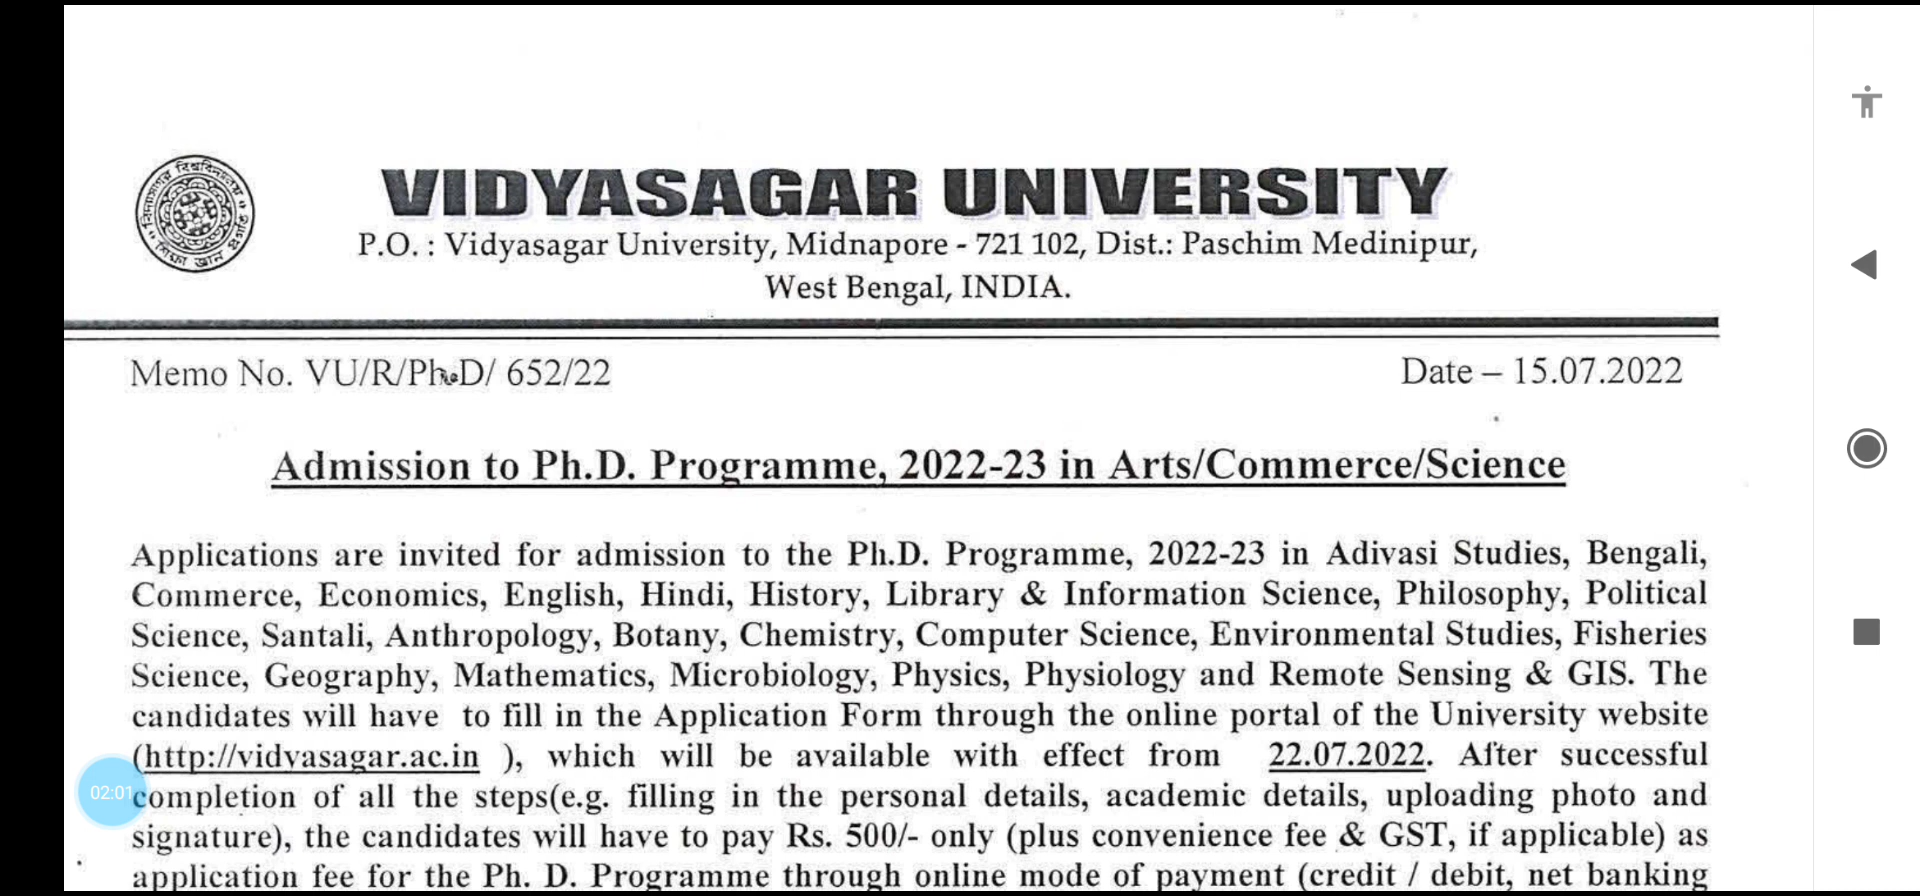 VIDYASAGAR UNIVERSITY
P.O. : Vidyasagar University, Midnapore - 721 102, Dist.: Paschim Medinipur,
West Bengal, INDIA.
Memo No. VU/R/Ph.D/ 652/22
Date – 15.07.2022
Admission to Ph.D. Programme, 2022-23 in Arts/Commerce/Science
Applications are invited for admission to the Ph.D. Programme, 2022-23 in Adivasi Studies, Bengali,
Commerce, Economics, English, Hindi, History, Library & Information Science, Philosophy, Political
Science, Santali, Anthropology, Botany, Chemistry, Computer Science, Environmental Studies, Fisheries
Science, Geography, Mathematics, Microbiology, Physics, Physiology and Remote Sensing & GIS. The
candidates will have to fill in the Application Form through the online portal of the University website
(http://vidyasagar.ac.in ), which will be available with effect from 22.07.2022. After successful
02:01
completion of all the steps(e.g. filling in the personal details, academic details, uploading photo and
signature), the candidates will have to pay Rs. 500/- only (plus convenience fee & GST, if applicable) as
application fee for the Ph. D. Programme through online mode of payment (credit / debit, net banking